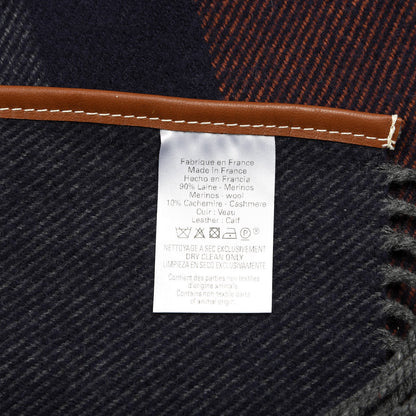 Fabriqué en France
Made in France
Hecho en Francia
90% Laine - Merinos
Merinos - wool
10% Cachemire - Cashmere
Cuir : Veau
Leather : Calf
NETTOYAGE A SEC EXCLUSIVEMENT
DRY CLEAN ONLY
LIMPIEZA EN SECO EXCLUSIVAMENTE
Contient des parties non textiles
d'origine animale
Contains non-textile parts
of animal origin